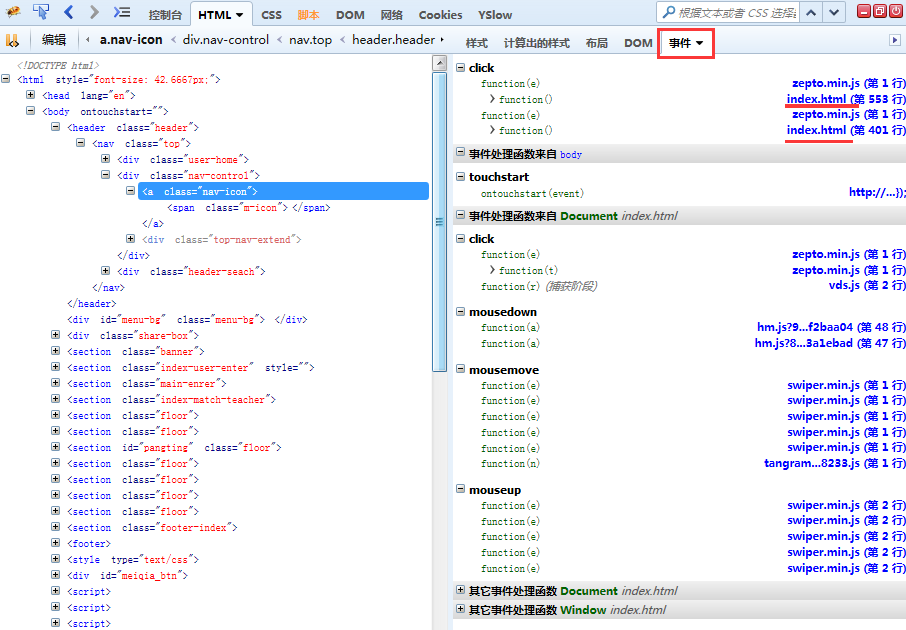 控制台 HTML CSS 脚本 DOM 网络 Cookies YSlow 根据文本或者 CSS 选择器
编辑 a.nav-icon < div.nav-control < nav.top < header.header
样式 计算出的样式 布局 DOM 事件
<!DOCTYPE html>
<html style="font-size: 42.6667px;">
<head lang="en">
<body ontouchstart="">
<header class="header">
<nav class="top">
<div class="user-home">
<div class="nav-control">
<a class="nav-icon">
<span class="m-icon"> </span>
</a>
<div class="top-nav-extend">
</div>
<div class="header-seach">
</nav>
</header>
<div id="menu-bg" class="menu-bg"> </div>
<div class="share-box">
<section class="banner">
<section class="index-user-enter" style="">
<section class="main-enrer">
<section class="index-match-teacher">
<section class="floor">
<section class="floor">
<section id="pangting" class="floor">
<section class="floor">
<section class="floor">
<section class="floor">
<section class="floor">
<section class="footer-index">
<footer>
<style type="text/css">
<div id="meiqia_btn">
<script>
<script>
<script>
click
function(e) zepto.min.js (第 1 行)
function() index.html (第 553 行)
function(e) zepto.min.js (第 1 行)
function() index.html (第 401 行)
事件处理函数来自 body
touchstart
ontouchstart(event) http://...});
事件处理函数来自 Document index.html
click
function(e) zepto.min.js (第 1 行)
function(t) zepto.min.js (第 1 行)
function(r) (捕获阶段) vds.js (第 2 行)
mousedown
function(a) hm.js?9...f2baa04 (第 48 行)
function(a) hm.js?8...3a1ebad (第 47 行)
mousemove
function(e) swiper.min.js (第 1 行)
function(e) swiper.min.js (第 1 行)
function(e) swiper.min.js (第 1 行)
function(e) swiper.min.js (第 1 行)
function(e) swiper.min.js (第 1 行)
function(n) tangram...8233.js (第 1 行)
mouseup
function(e) swiper.min.js (第 2 行)
function(e) swiper.min.js (第 2 行)
function(e) swiper.min.js (第 2 行)
function(e) swiper.min.js (第 2 行)
function(e) swiper.min.js (第 2 行)
其它事件处理函数 Document index.html
其它事件处理函数 Window index.html